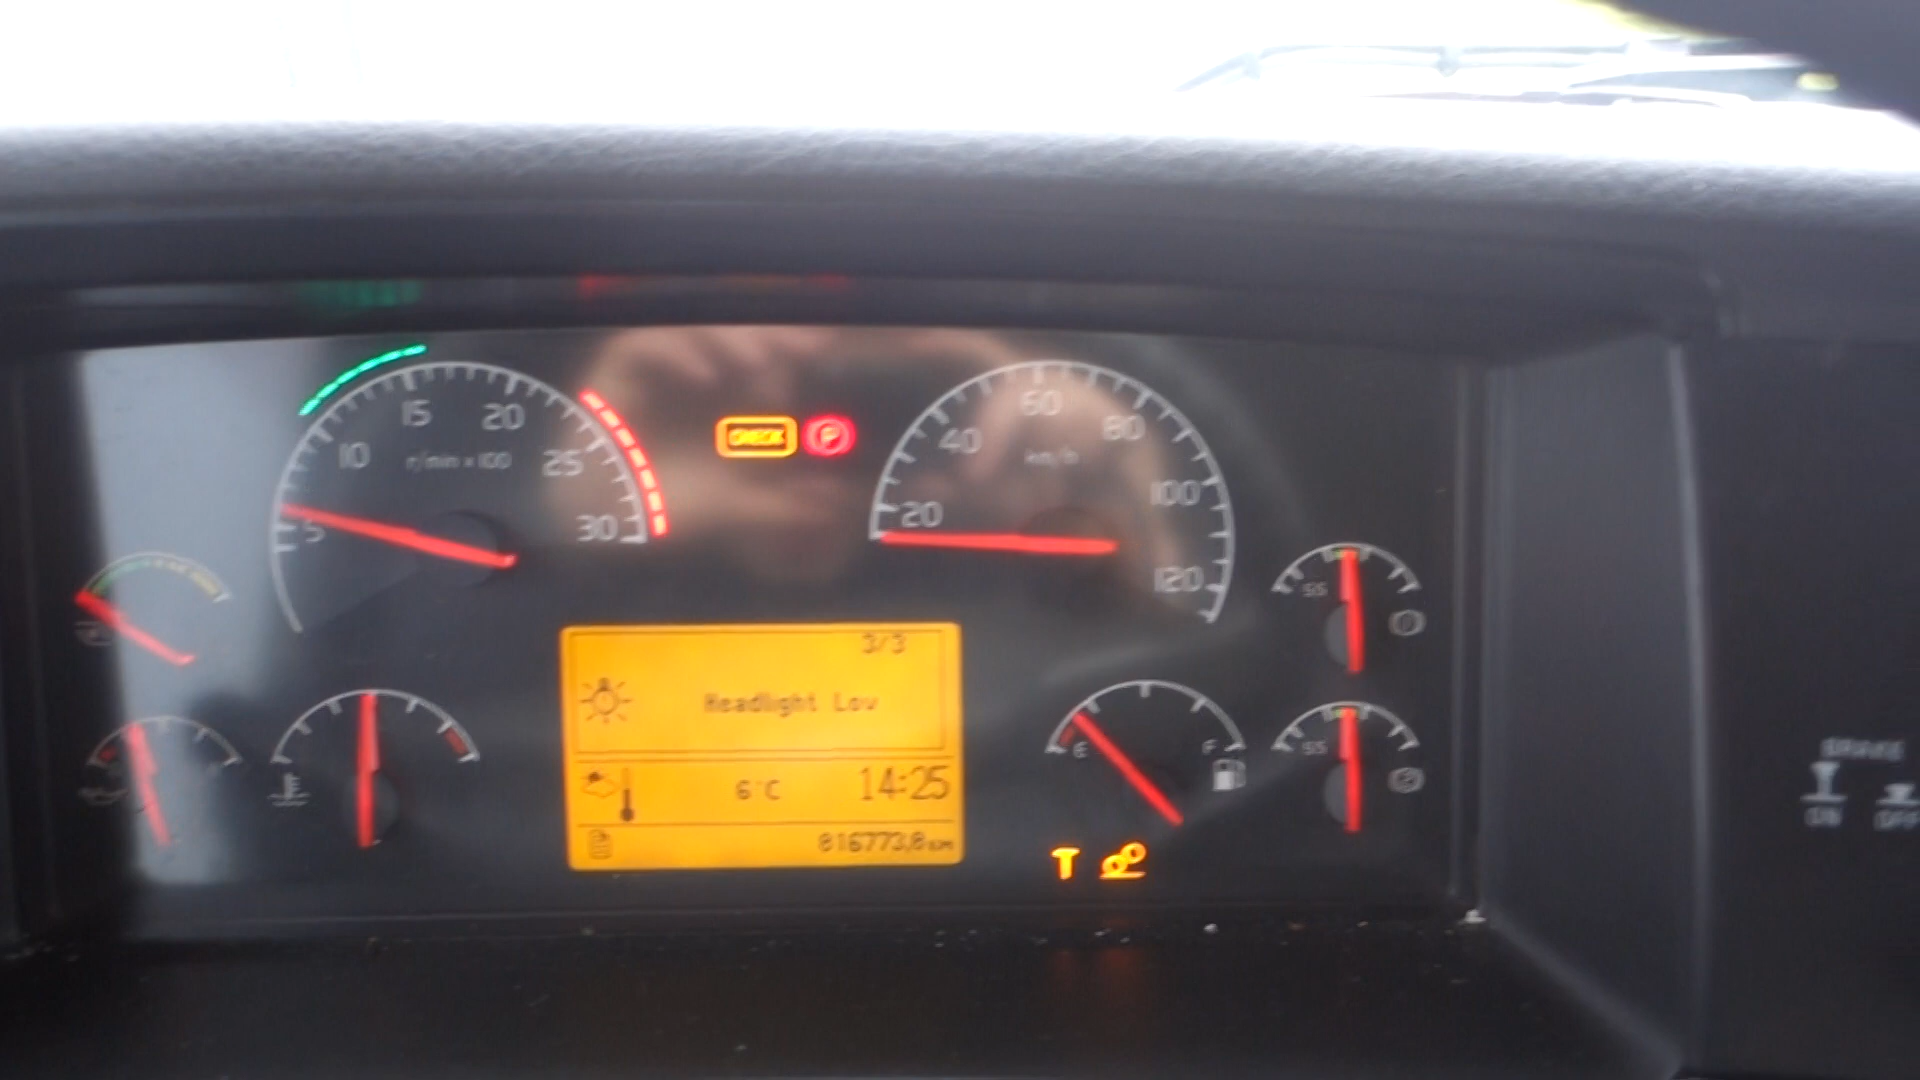 15 20
10 r/min x 100 25
5 30
CHECK P
60
40 80
km/h
100
20
120
3/3
Headlight Low
6°C 14:25
816773,8 km
E F
T
BRAKE
ON OFF